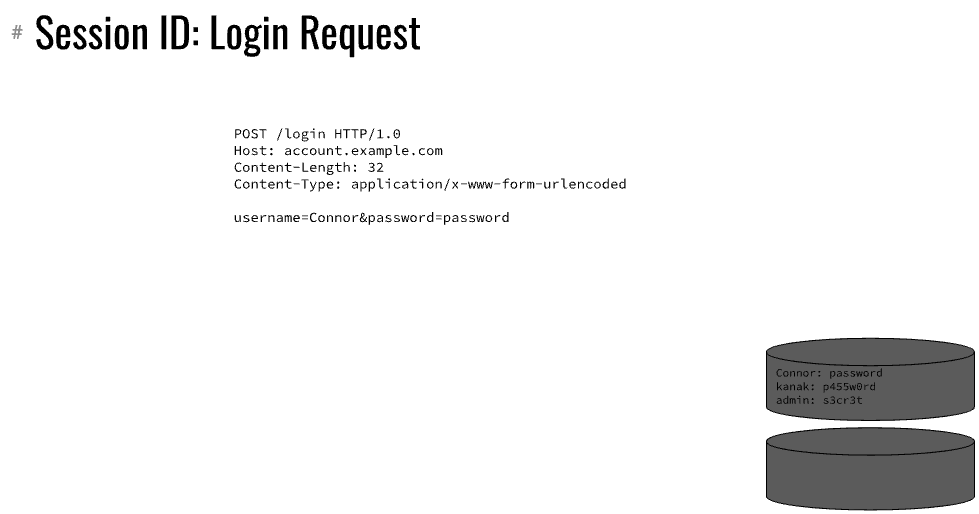 # Session ID: Login Request
POST /login HTTP/1.0
Host: account.example.com
Content-Length: 32
Content-Type: application/x-www-form-urlencoded
username=Connor&password=password
Connor: password
kanak: p455w0rd
admin: s3cr3t